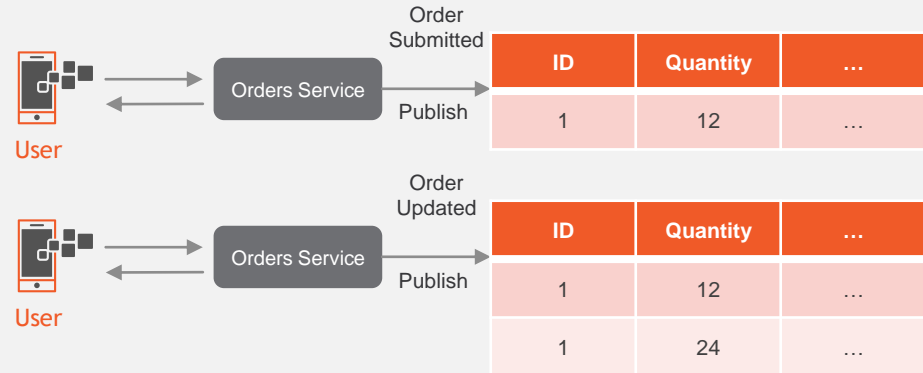 Order
Submitted
ID Quantity …
Orders Service
Publish
1 12 …
User
Order
Updated
ID Quantity …
Orders Service
Publish
1 12 …
User
1 24 …